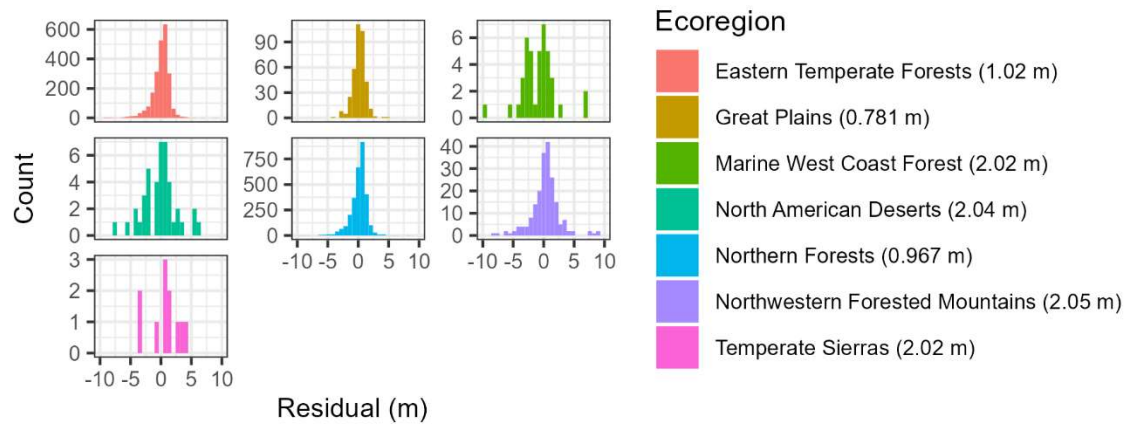 600
400
200
0
90
60
30
0
6
4
2
0
6
4
2
0
750
500
250
0
40
30
20
10
0
3
2
1
0
-10 -5 0 5 10
-10 -5 0 5 10
-10 -5 0 5 10
Count
Residual (m)
Ecoregion
Eastern Temperate Forests (1.02 m)
Great Plains (0.781 m)
Marine West Coast Forest (2.02 m)
North American Deserts (2.04 m)
Northern Forests (0.967 m)
Northwestern Forested Mountains (2.05 m)
Temperate Sierras (2.02 m)